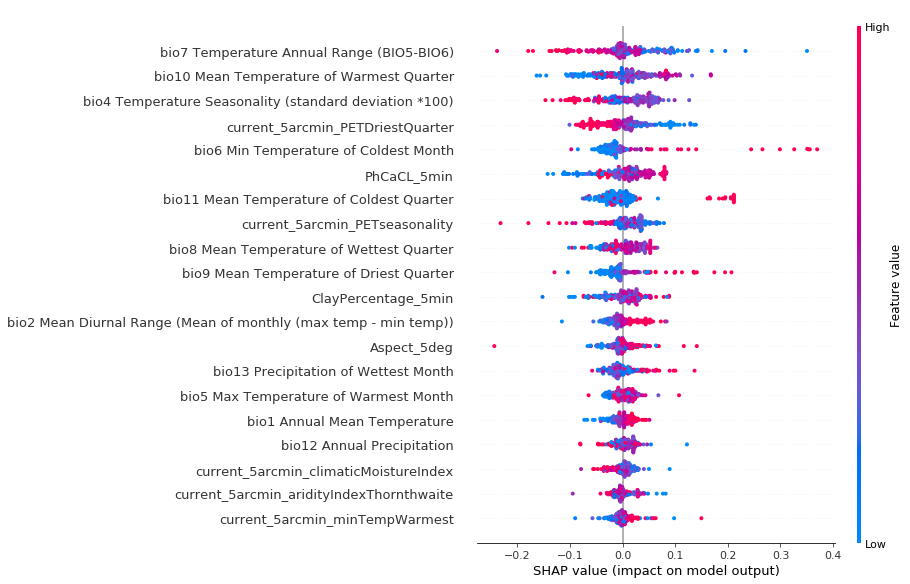 High
bio7 Temperature Annual Range (BIO5-BIO6)
bio10 Mean Temperature of Warmest Quarter
bio4 Temperature Seasonality (standard deviation *100)
current_5arcmin_PETDriestQuarter
bio6 Min Temperature of Coldest Month
PhCaCL_5min
bio11 Mean Temperature of Coldest Quarter
current_5arcmin_PETseasonality
bio8 Mean Temperature of Wettest Quarter
bio9 Mean Temperature of Driest Quarter
ClayPercentage_5min
bio2 Mean Diurnal Range (Mean of monthly (max temp - min temp))
Aspect_5deg
bio13 Precipitation of Wettest Month
bio5 Max Temperature of Warmest Month
bio1 Annual Mean Temperature
bio12 Annual Precipitation
current_5arcmin_climaticMoistureIndex
current_5arcmin_aridityIndexThornthwaite
current_5arcmin_minTempWarmest
Feature value
Low
−0.2 −0.1 0.0 0.1 0.2 0.3 0.4
SHAP value (impact on model output)